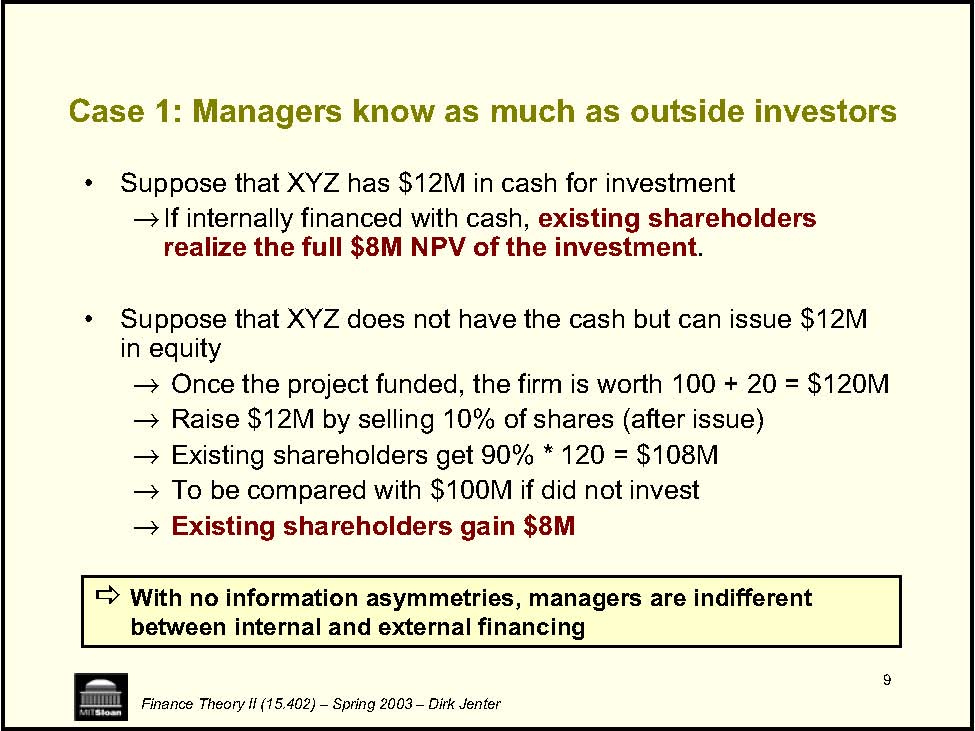 Case 1: Managers know as much as outside investors
• Suppose that XYZ has $12M in cash for investment
→ If internally financed with cash, existing shareholders
realize the full $8M NPV of the investment.
• Suppose that XYZ does not have the cash but can issue $12M
in equity
→ Once the project funded, the firm is worth 100 + 20 = $120M
→ Raise $12M by selling 10% of shares (after issue)
→ Existing shareholders get 90% * 120 = $108M
→ To be compared with $100M if did not invest
→ Existing shareholders gain $8M
⇨ With no information asymmetries, managers are indifferent
between internal and external financing
9
MITSloan
Finance Theory II (15.402) – Spring 2003 – Dirk Jenter